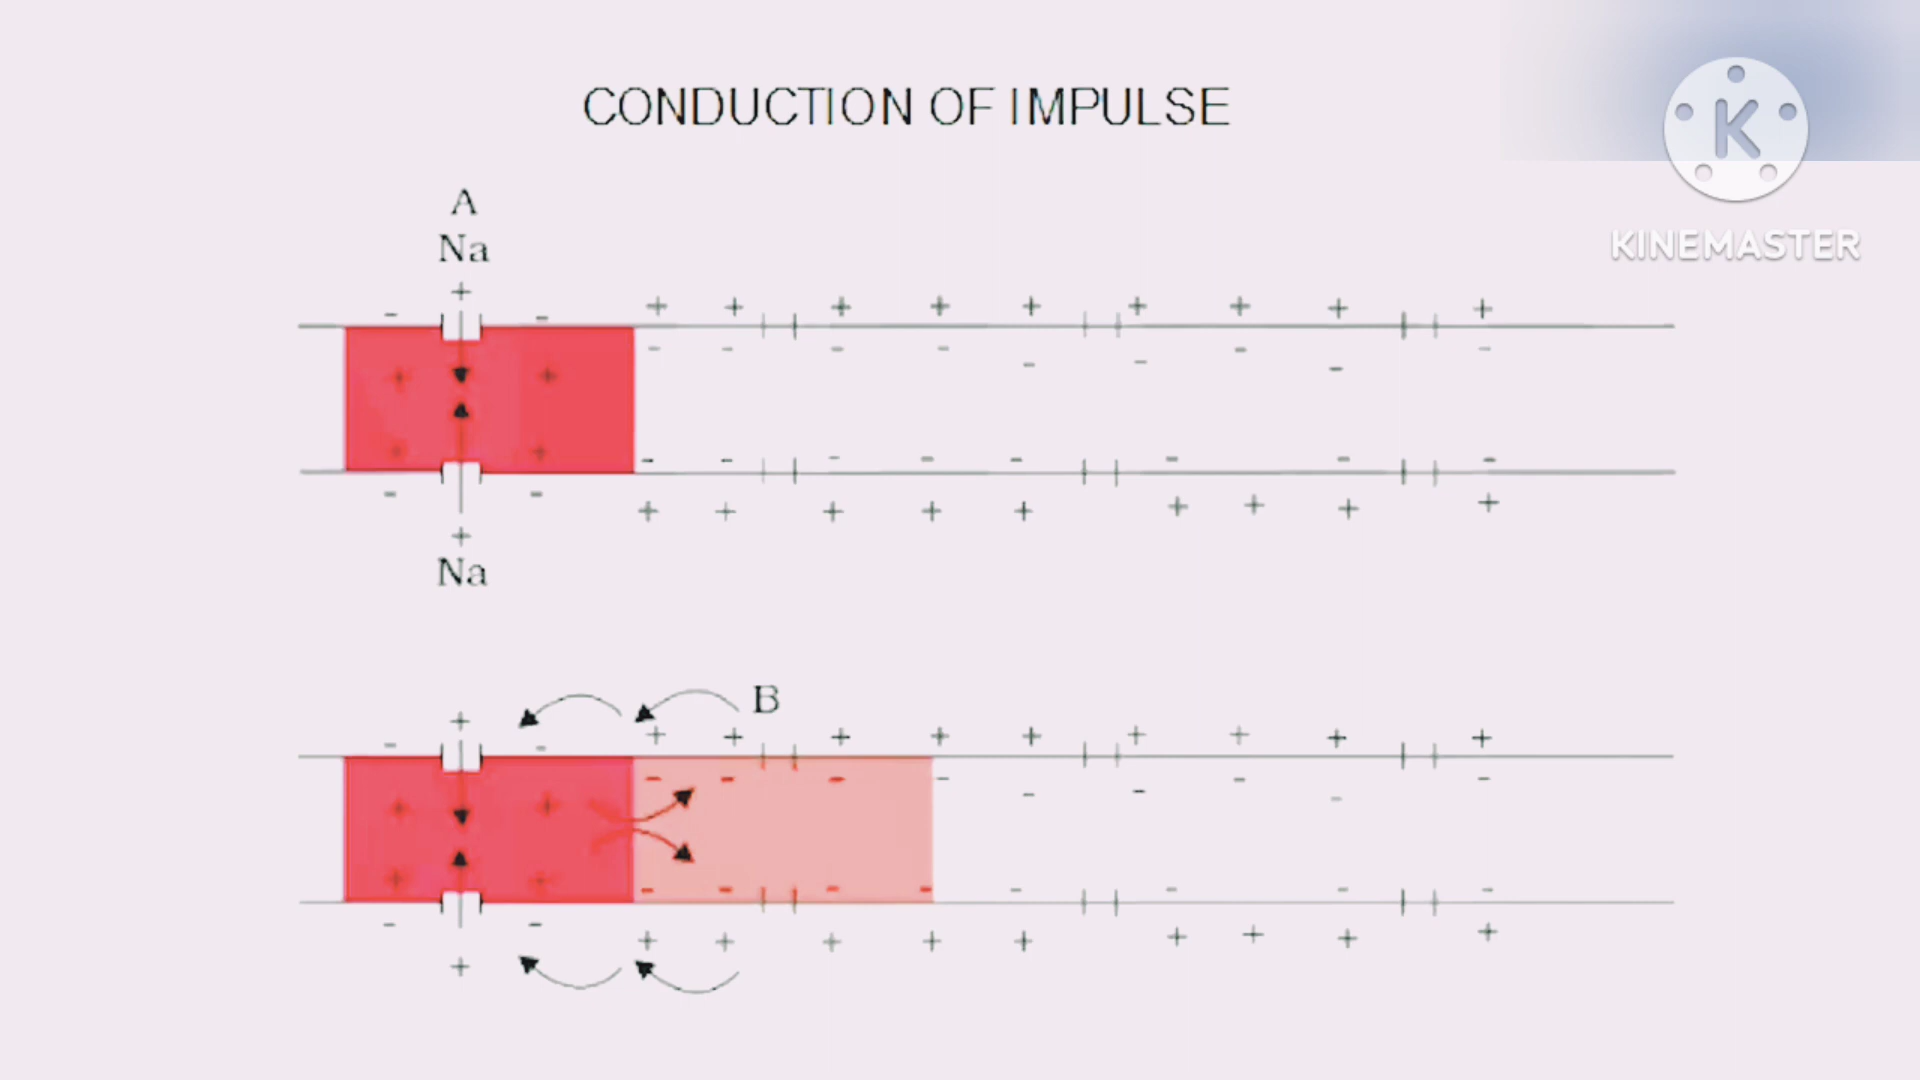 CONDUCTION OF IMPULSE
K
KINEMASTER
A
Na
+
- - + + + + + + + + +
- - - - - - - - -
+ +
+ +
- - - - - - - - -
- - + + + + + + + + +
+
Na
B
+
- - + + + + + + + + +
- - - - - - - - -
+ +
+ +
- - - - - - - - -
- - + + + + + + + + +
+